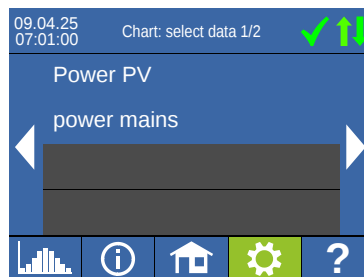 09.04.25
07:01:00
Chart: select data 1/2
Power PV
power mains
?